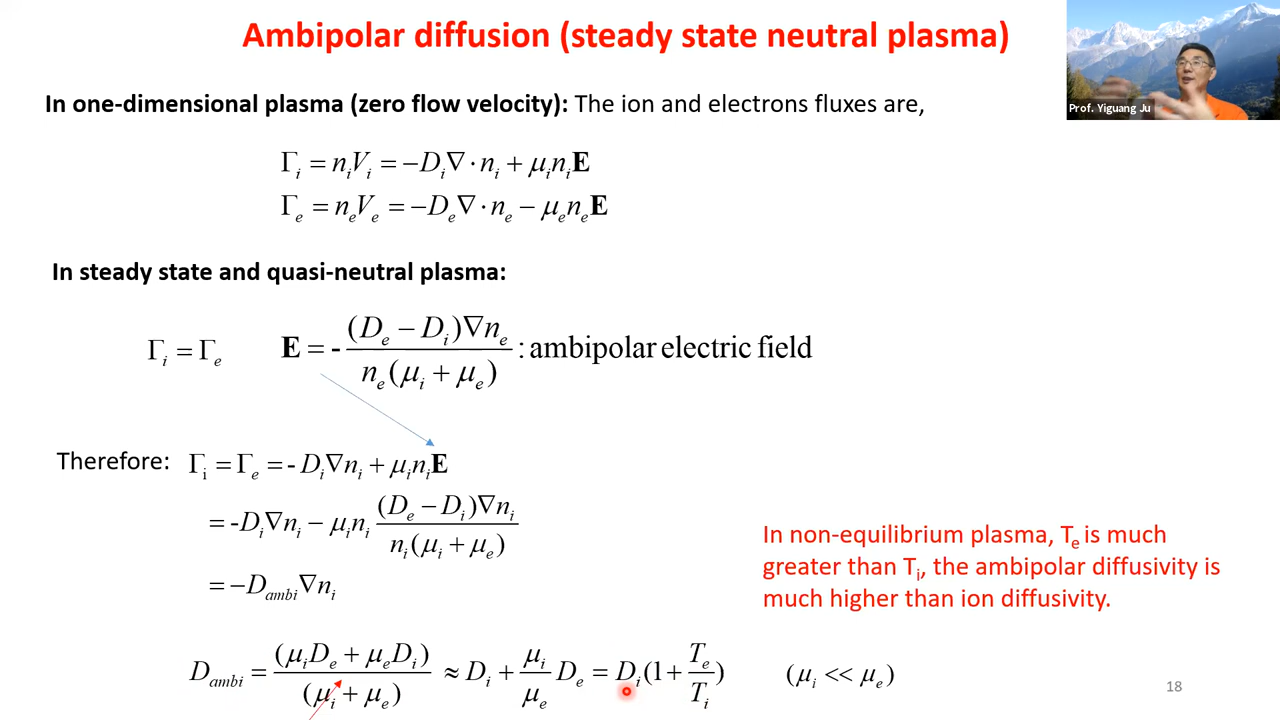 Ambipolar diffusion (steady state neutral plasma)
Prof. Yiguang Ju
In one-dimensional plasma (zero flow velocity): The ion and electrons fluxes are,
Γ_i = n_i V_i = −D_i ∇ · n_i + μ_i n_i E
Γ_e = n_e V_e = −D_e ∇ · n_e − μ_e n_e E
In steady state and quasi-neutral plasma:
Γ_i = Γ_e E = - (D_e − D_i)∇n_e / n_e(μ_i + μ_e) : ambipolar electric field
Therefore: Γ_i = Γ_e = - D_i ∇n_i + μ_i n_i E
= -D_i ∇n_i − μ_i n_i (D_e − D_i)∇n_i / n_i(μ_i + μ_e)
= −D_ambi ∇n_i
In non-equilibrium plasma, T_e is much
greater than T_i, the ambipolar diffusivity is
much higher than ion diffusivity.
D_ambi = (μ_i D_e + μ_e D_i) / (μ_i + μ_e) ≈ D_i + μ_i / μ_e D_e = D_i (1 + T_e / T_i) (μ_i << μ_e)
18